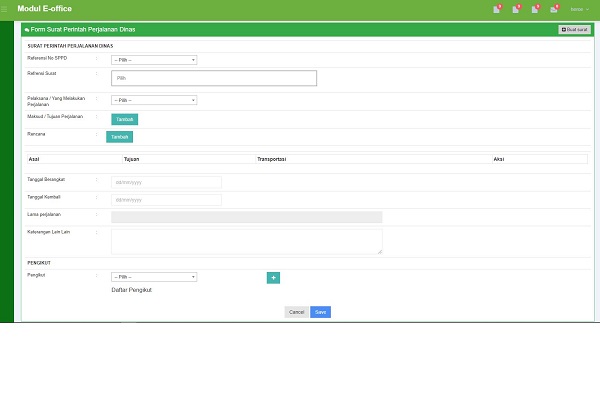 Modul E-office
Form Surat Perintah Perjalanan Dinas
Buat surat
SURAT PERINTAH PERJALANAN DINAS
Referensi No SPPD : -- Pilih --
Refrensi Surat : Pilih
Pelaksana / Yang Melakukan Perjalanan : -- Pilih --
Maksud / Tujuan Perjalanan : Tambah
Rencana : Tambah
Asal Tujuan Transportasi Aksi
Tanggal Berangkat : dd/mm/yyyy
Tanggal Kembali : dd/mm/yyyy
Lama perjalanan :
Keterangan Lain Lain :
PENGIKUT
Pengikut : -- Pilih -- +
Daftar Pengikut
Cancel Save